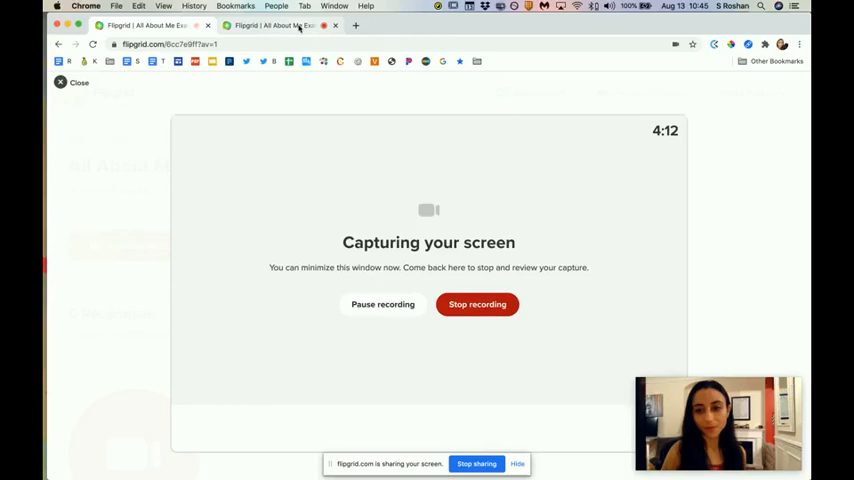 Chrome File Edit View History Bookmarks People Tab Window Help 100% Aug 13 10:45 S Roshan
Flipgrid | All About Me Exa Flipgrid | All About Me Exa
flipgrid.com/6cc7e9ff?av=1
R K S T B Other Bookmarks
Close
4:12
Capturing your screen
You can minimize this window now. Come back here to stop and review your capture.
Pause recording Stop recording
flipgrid.com is sharing your screen. Stop sharing Hide